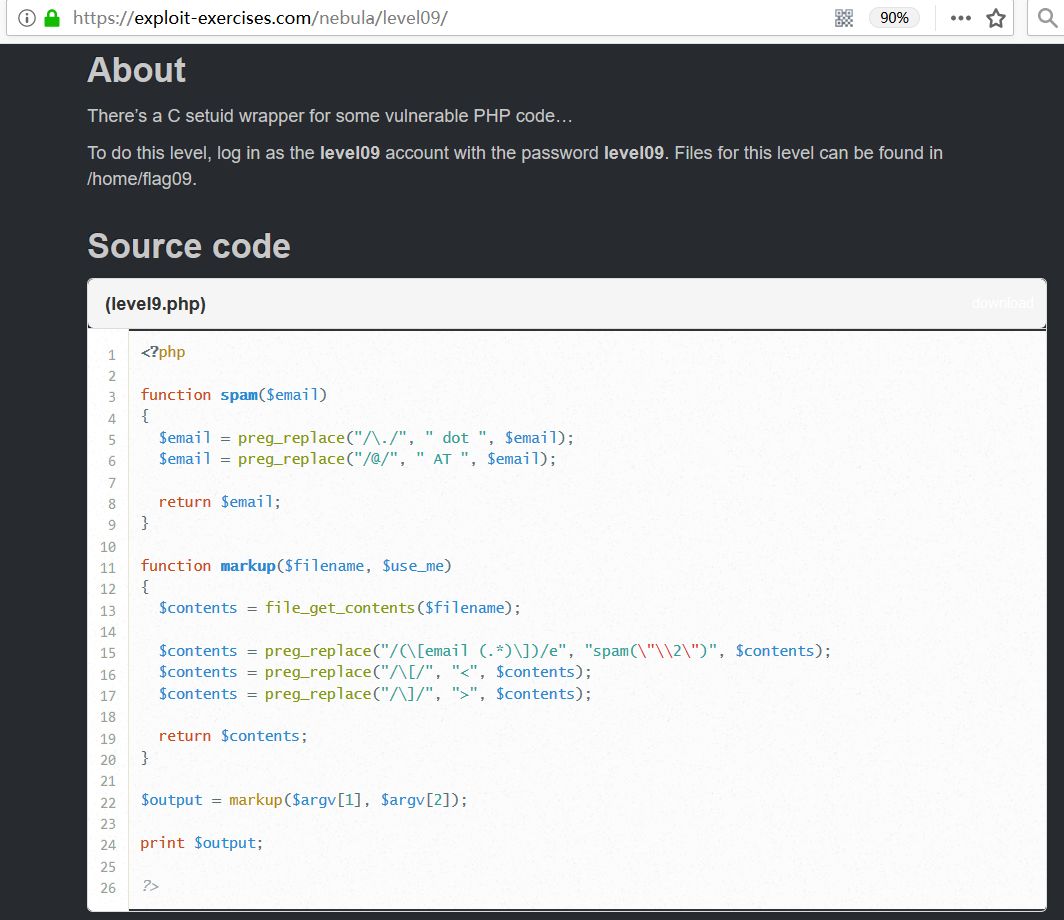 https://exploit-exercises.com/nebula/level09/
90%
About
There's a C setuid wrapper for some vulnerable PHP code…
To do this level, log in as the level09 account with the password level09. Files for this level can be found in
/home/flag09.
Source code
(level9.php)
download
1 <?php
2
3 function spam($email)
4 {
5   $email = preg_replace("/\./", " dot ", $email);
6   $email = preg_replace("/@/", " AT ", $email);
7
8   return $email;
9 }
10
11 function markup($filename, $use_me)
12 {
13   $contents = file_get_contents($filename);
14
15   $contents = preg_replace("/(\[email (.*)\])/e", "spam(\"\\2\")", $contents);
16   $contents = preg_replace("/\[/", "<", $contents);
17   $contents = preg_replace("/\]/", ">", $contents);
18
19   return $contents;
20 }
21
22 $output = markup($argv[1], $argv[2]);
23
24 print $output;
25
26 ?>